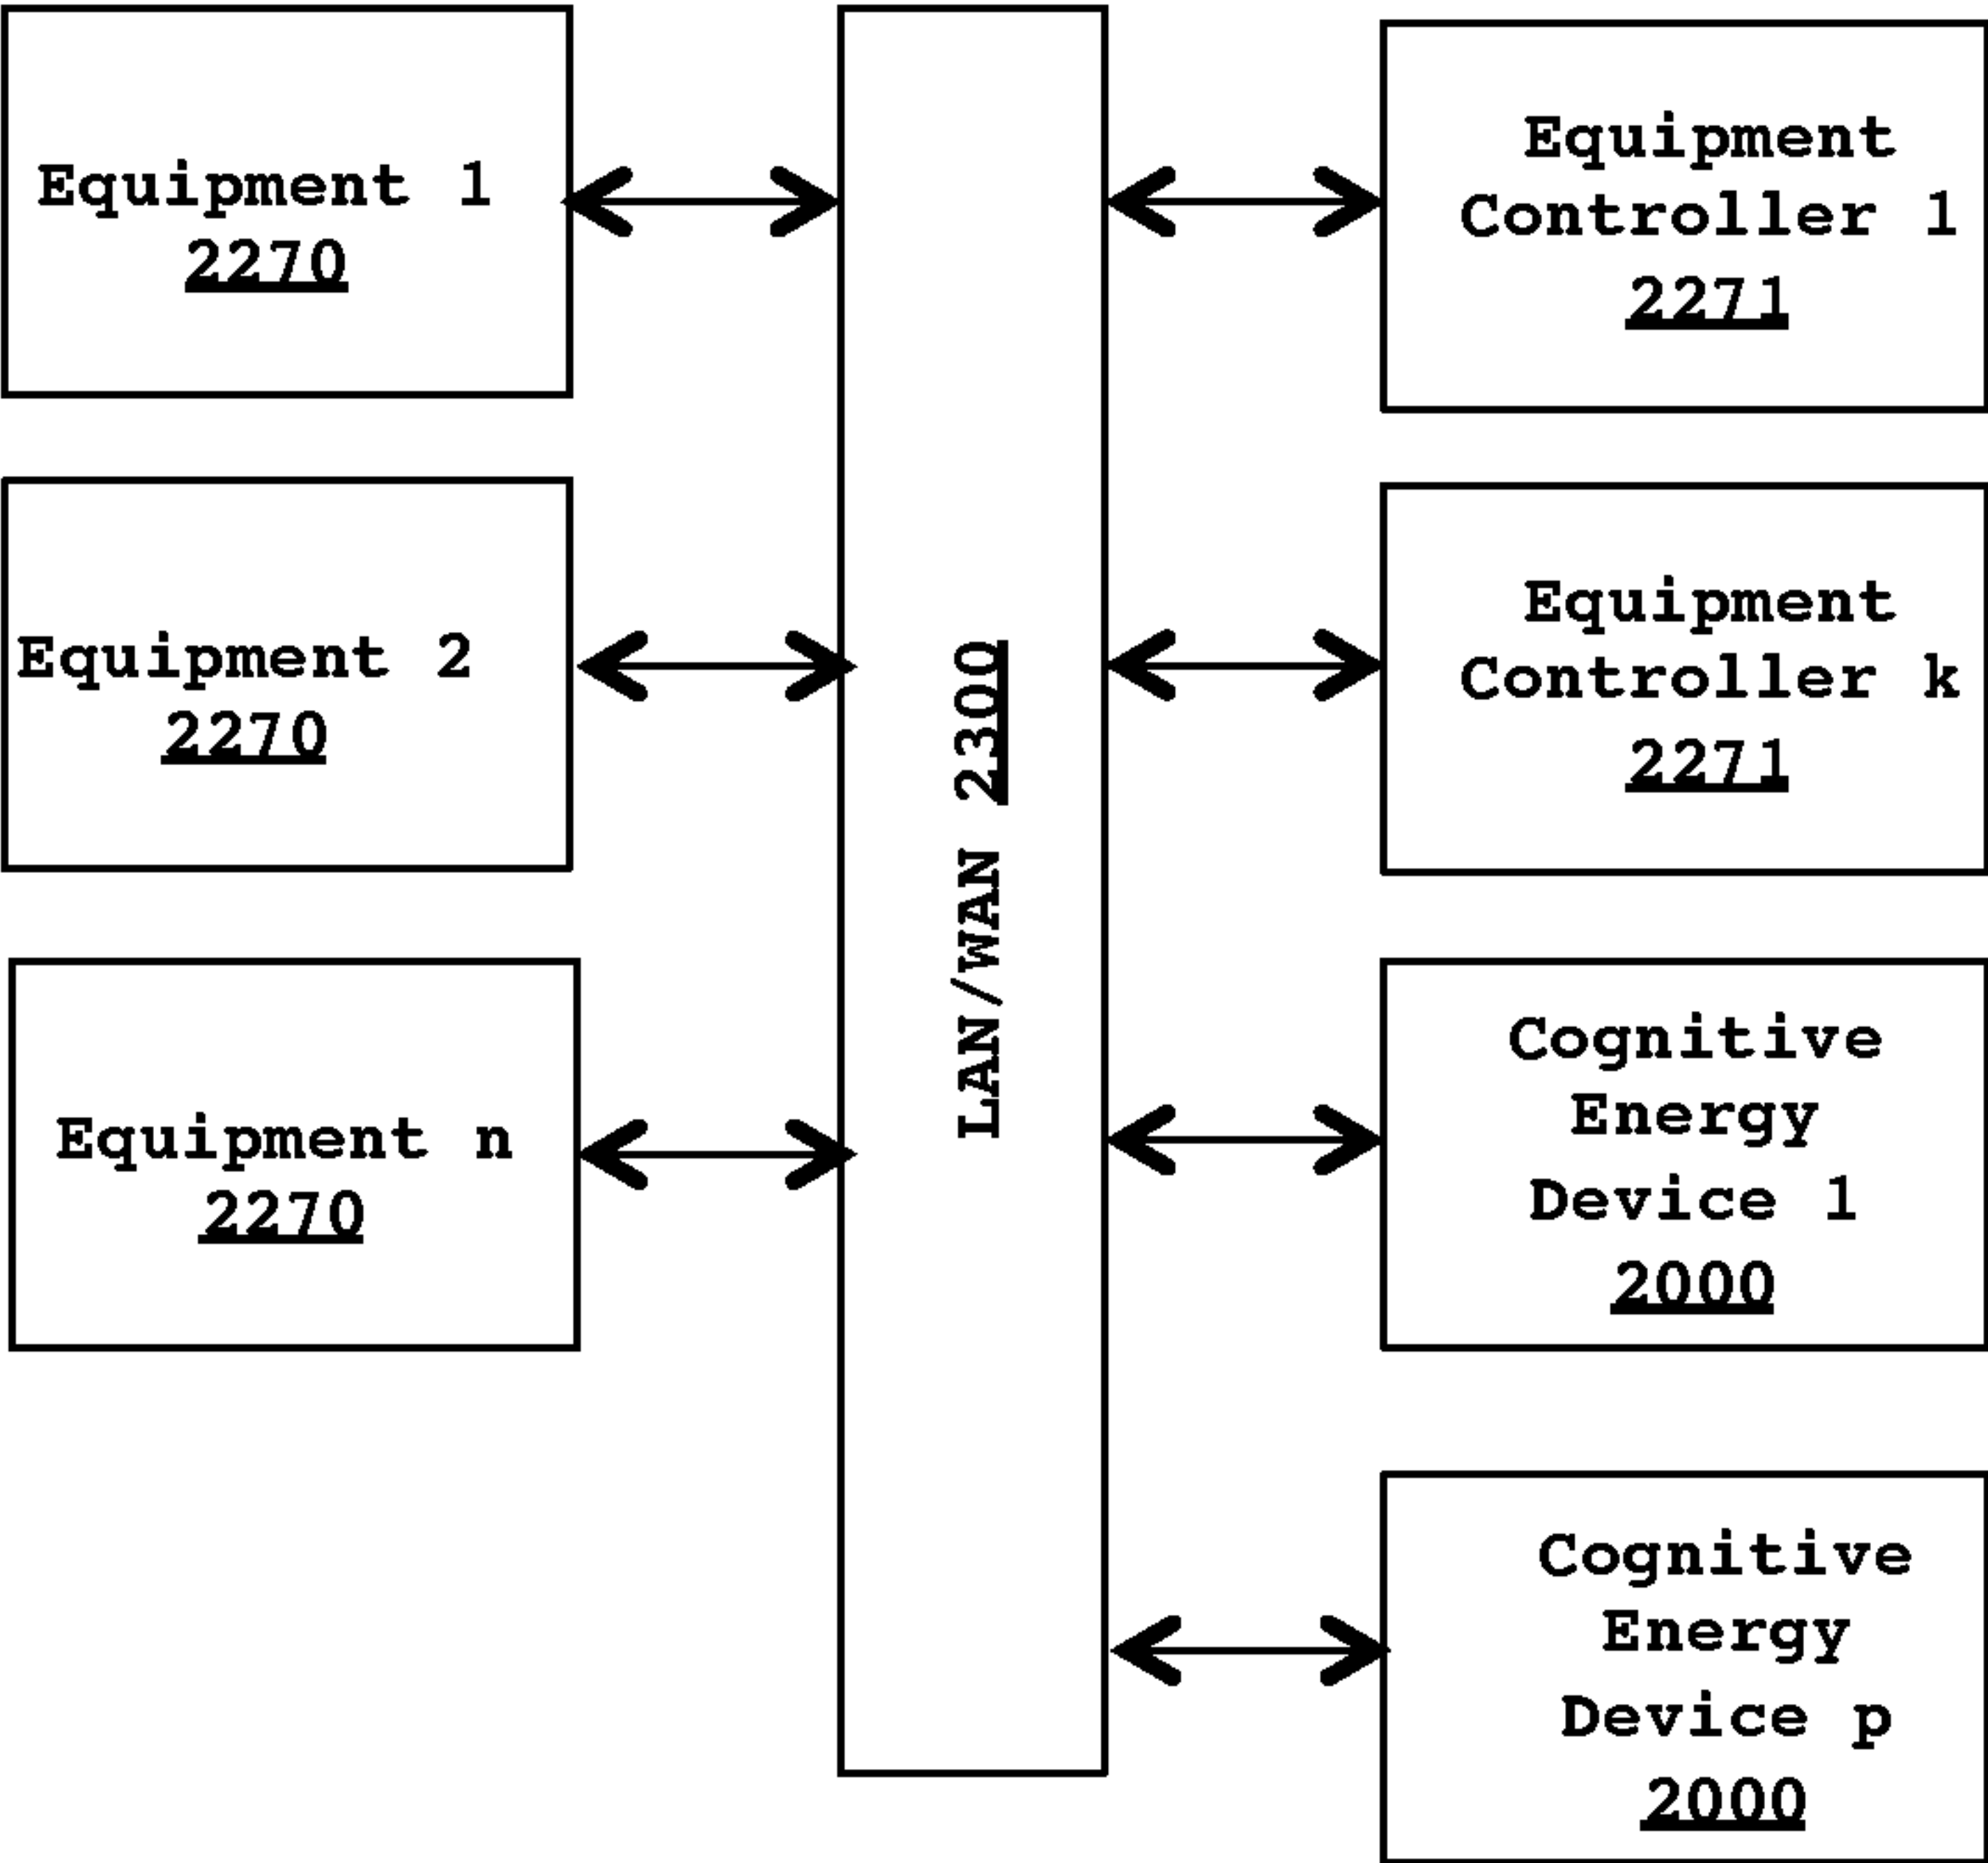 Equipment 1
2270
Equipment 2
2270
Equipment n
2270
LAN/WAN 2300
Equipment
Controller 1
2271
Equipment
Controller k
2271
Cognitive
Energy
Device 1
2000
Cognitive
Energy
Device p
2000